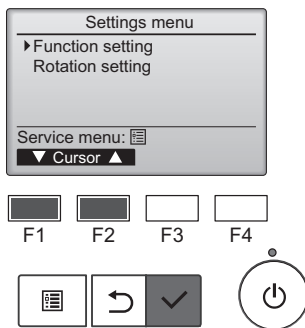 Settings menu
Function setting
Rotation setting
Service menu:
▼ Cursor ▲
F1 F2 F3 F4